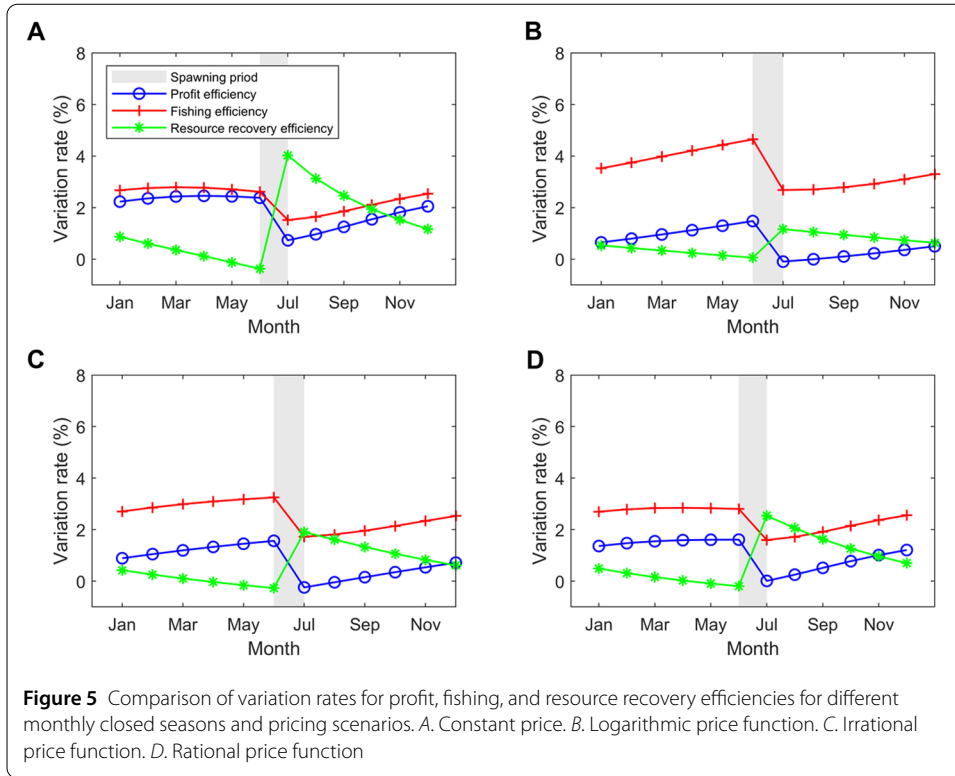 A
8
6
4
2
0
Variation rate (%)
Spawning priod
Profit efficiency
Fishing efficiency
Resource recovery efficiency
Jan Mar May Jul Sep Nov
Month
B
8
6
4
2
0
Variation rate (%)
Jan Mar May Jul Sep Nov
Month
C
8
6
4
2
0
Variation rate (%)
Jan Mar May Jul Sep Nov
Month
D
8
6
4
2
0
Variation rate (%)
Jan Mar May Jul Sep Nov
Month
Figure 5 Comparison of variation rates for profit, fishing, and resource recovery efficiencies for different
monthly closed seasons and pricing scenarios. A. Constant price. B. Logarithmic price function. C. Irrational
price function. D. Rational price function